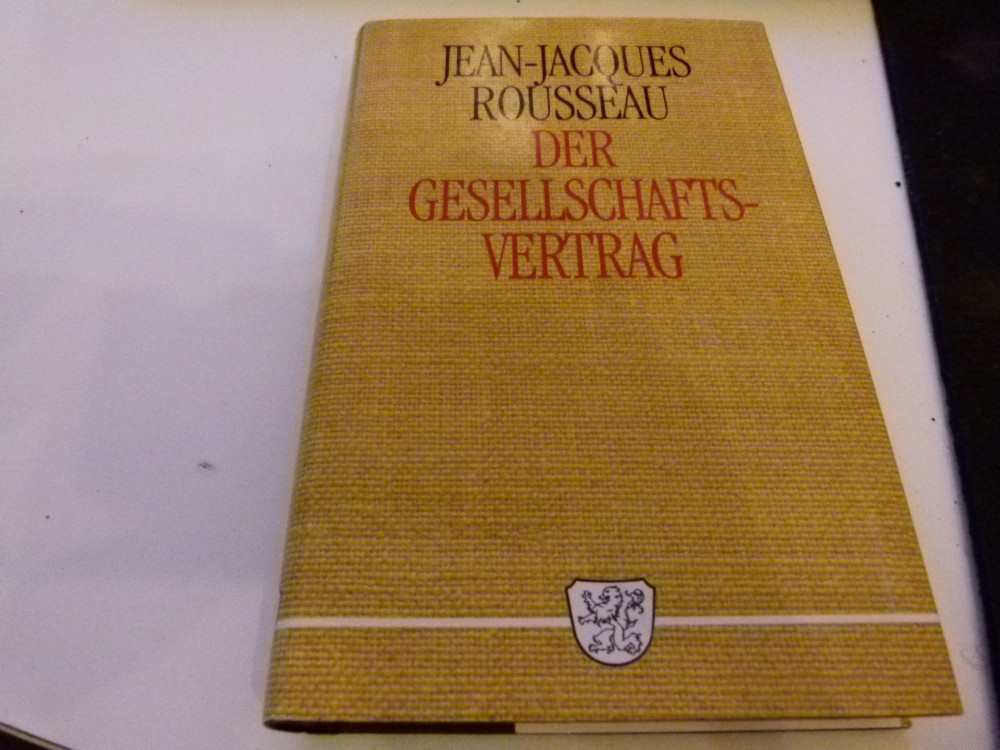 JEAN-JACQUES
ROUSSEAU
DER
GESELLSCHAFTS-
VERTRAG